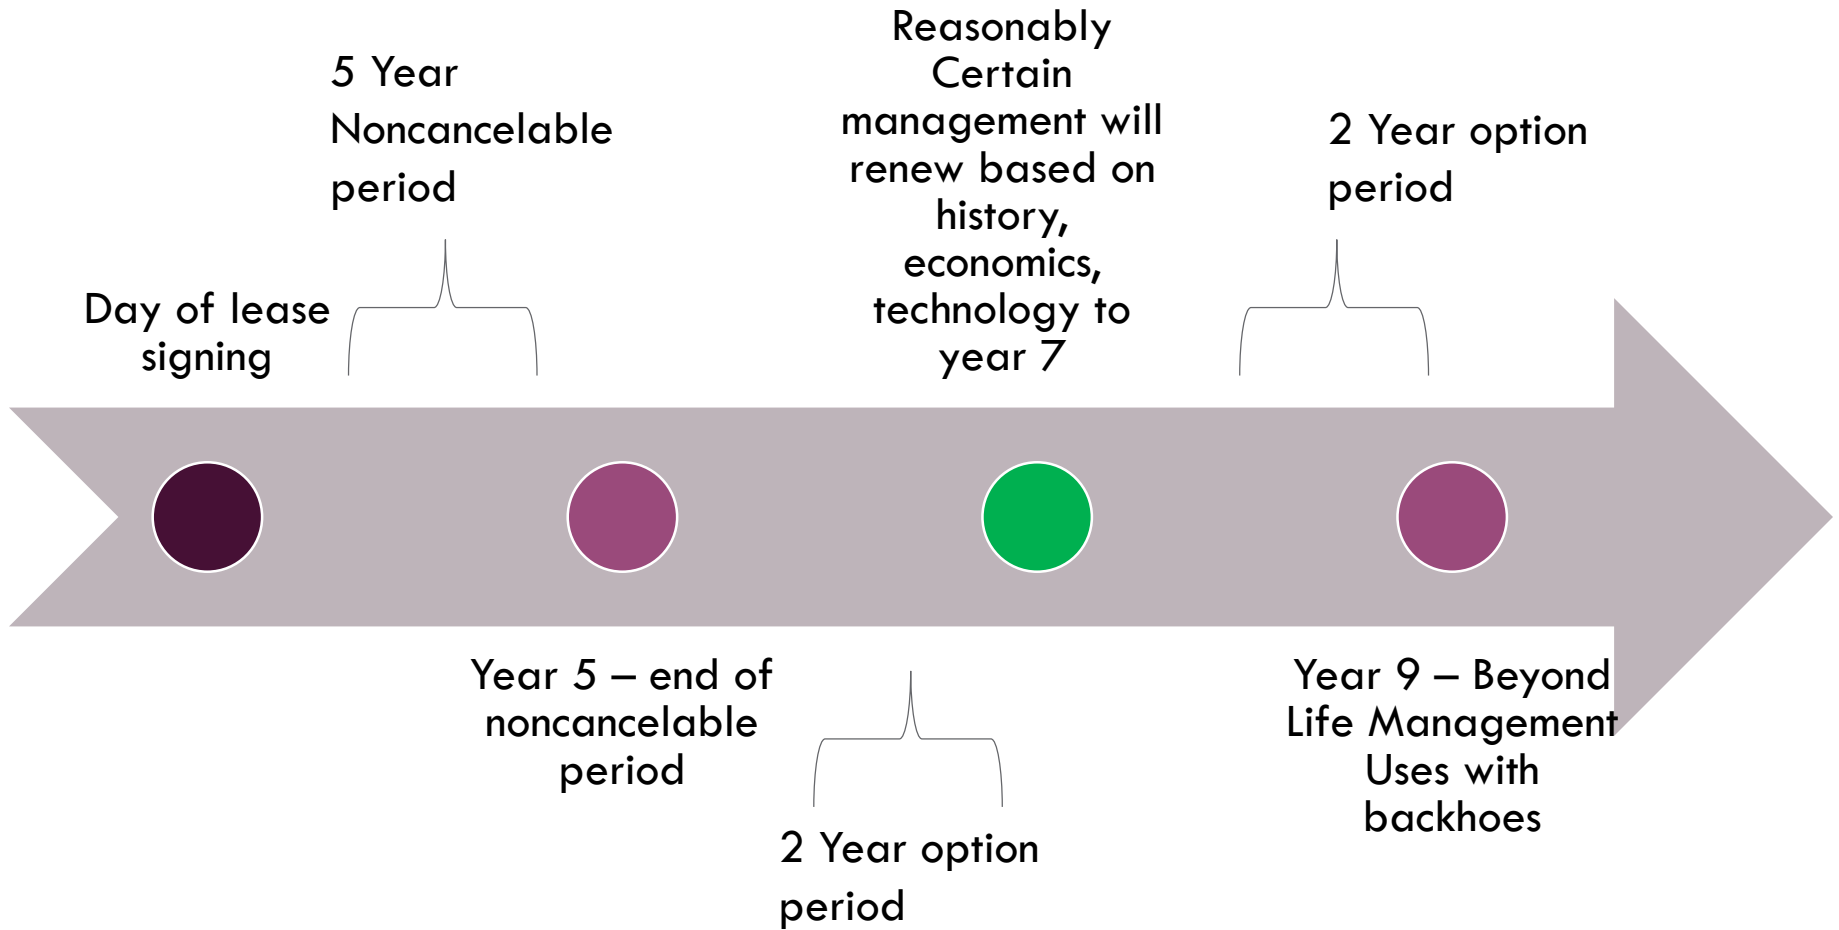 Day of lease
signing
5 Year
Noncancelable
period
Year 5 – end of
noncancelable
period
2 Year option
period
Reasonably
Certain
management will
renew based on
history,
economics,
technology to
year 7
2 Year option
period
Year 9 – Beyond
Life Management
Uses with
backhoes